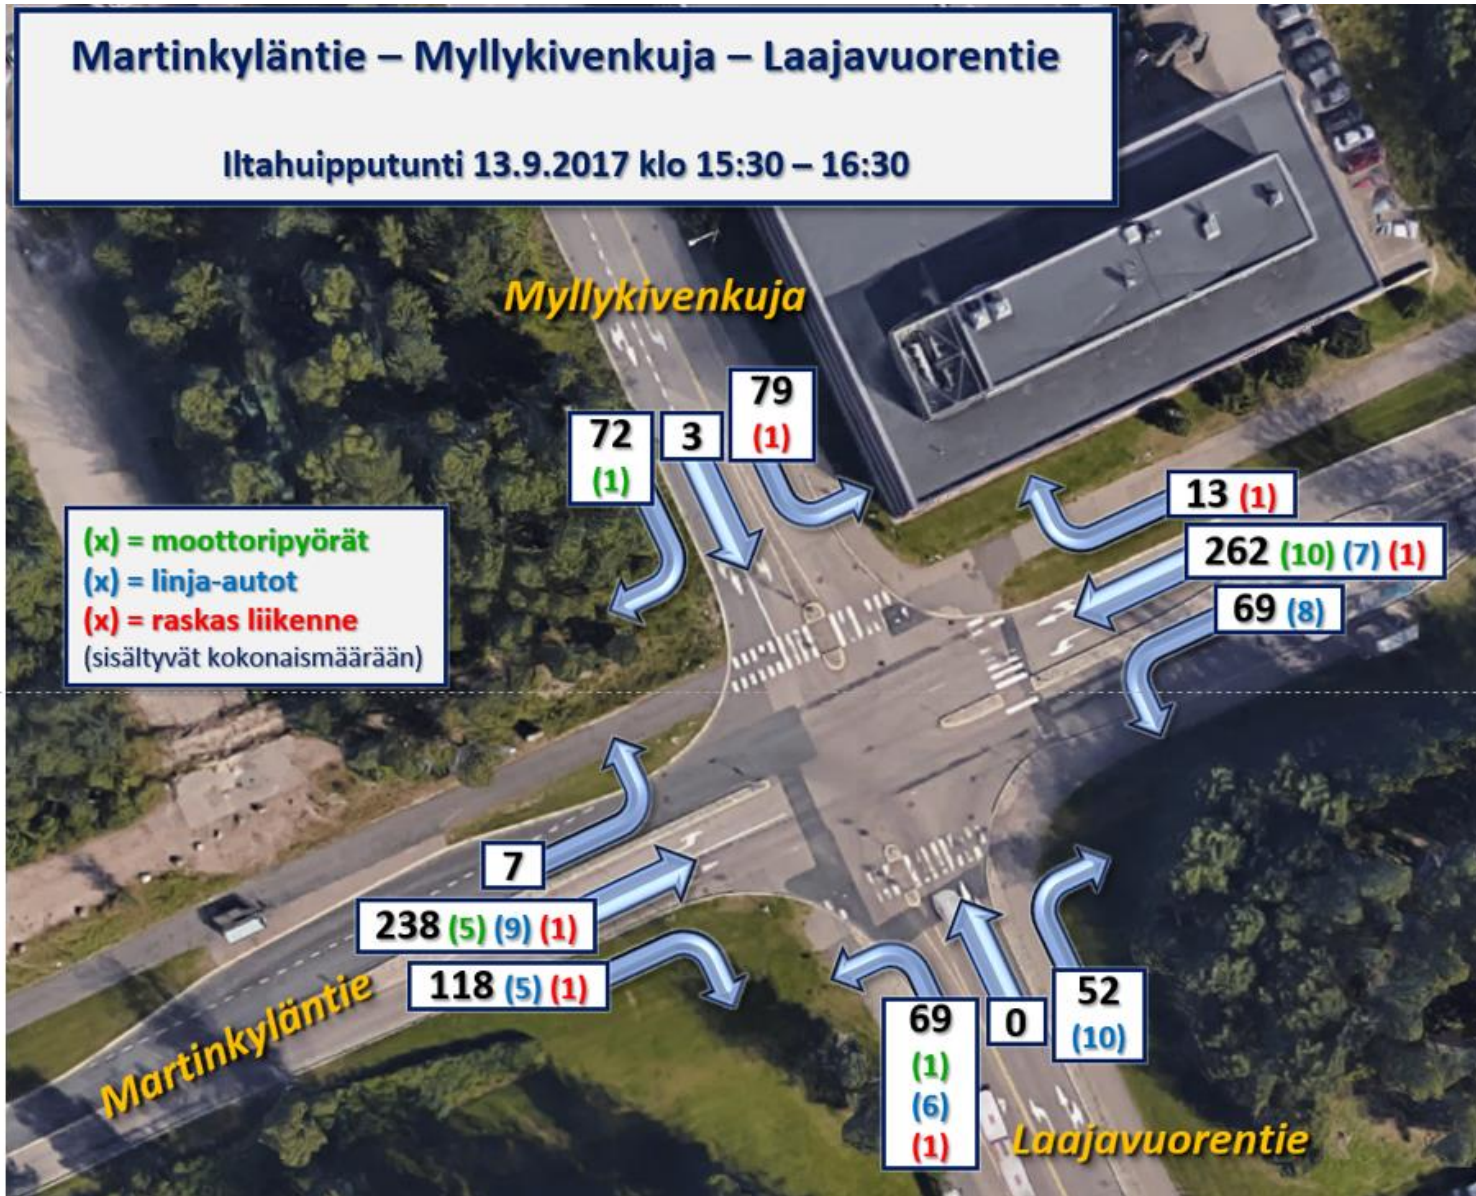 Martinkyläntie – Myllykivenkuja – Laajavuorentie
Iltahuipputunti 13.9.2017 klo 15:30 – 16:30
Myllykivenkuja
79
(1)
72
(1)
3
13 (1)
262 (10) (7) (1)
69 (8)
(x) = moottoripyörät
(x) = linja-autot
(x) = raskas liikenne
(sisältyvät kokonaismäärään)
7
238 (5) (9) (1)
118 (5) (1)
Martinkyläntie
69
(1)
(6)
(1)
0
52
(10)
Laajavuorentie